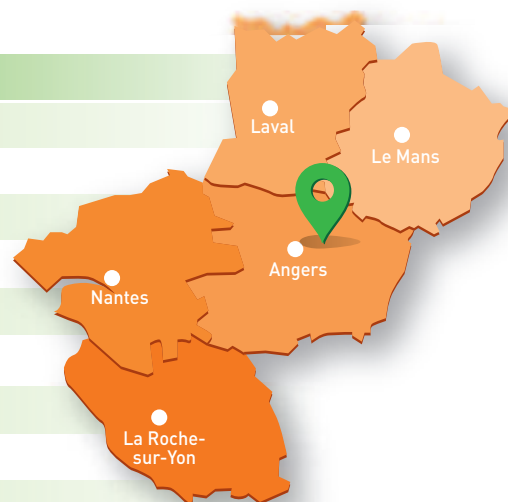 Laval
Le Mans
Angers
Nantes
La Roche-
sur-Yon